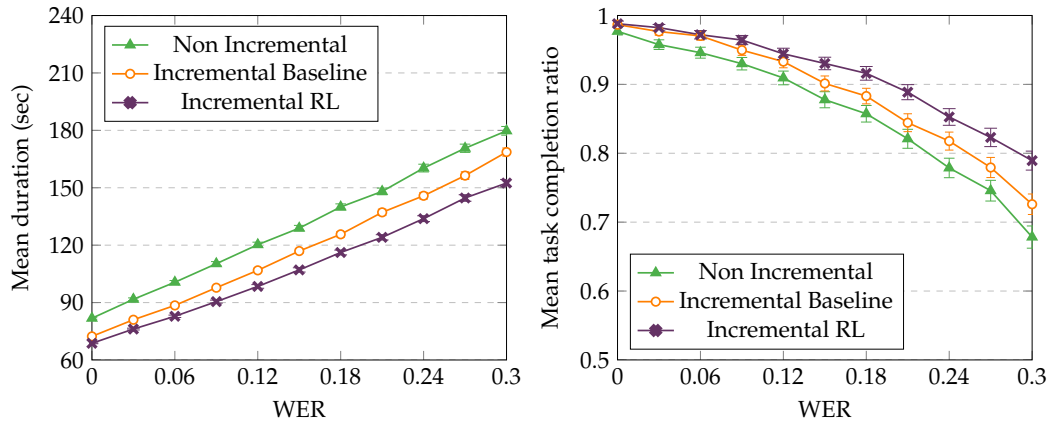 240
210
180
150
120
90
60
Mean duration (sec)
Non Incremental
Incremental Baseline
Incremental RL
0 0.06 0.12 0.18 0.24 0.3
WER
1
0.9
0.8
0.7
0.6
0.5
Mean task completion ratio
Non Incremental
Incremental Baseline
Incremental RL
0 0.06 0.12 0.18 0.24 0.3
WER